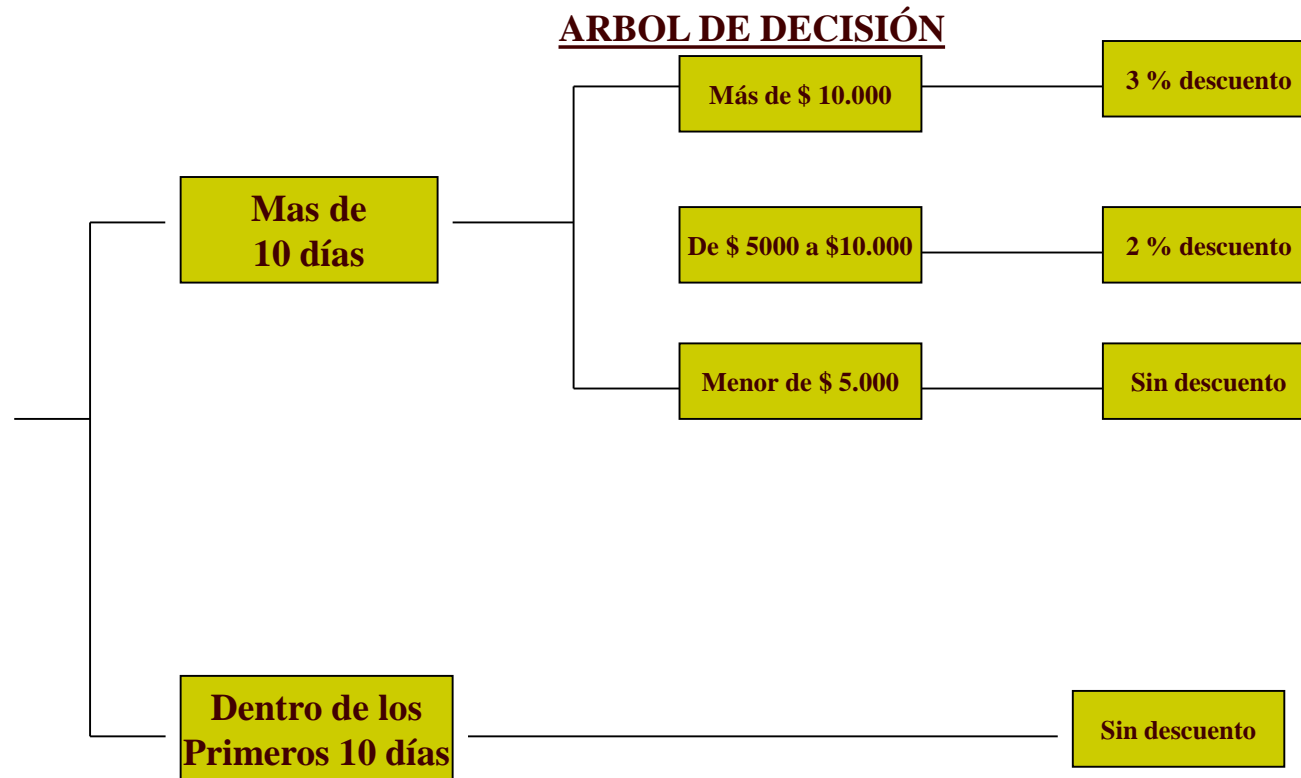 ARBOL DE DECISIÓN
Más de $ 10.000
3 % descuento
Mas de
10 días
De $ 5000 a $10.000
2 % descuento
Menor de $ 5.000
Sin descuento
Dentro de los
Primeros 10 días
Sin descuento